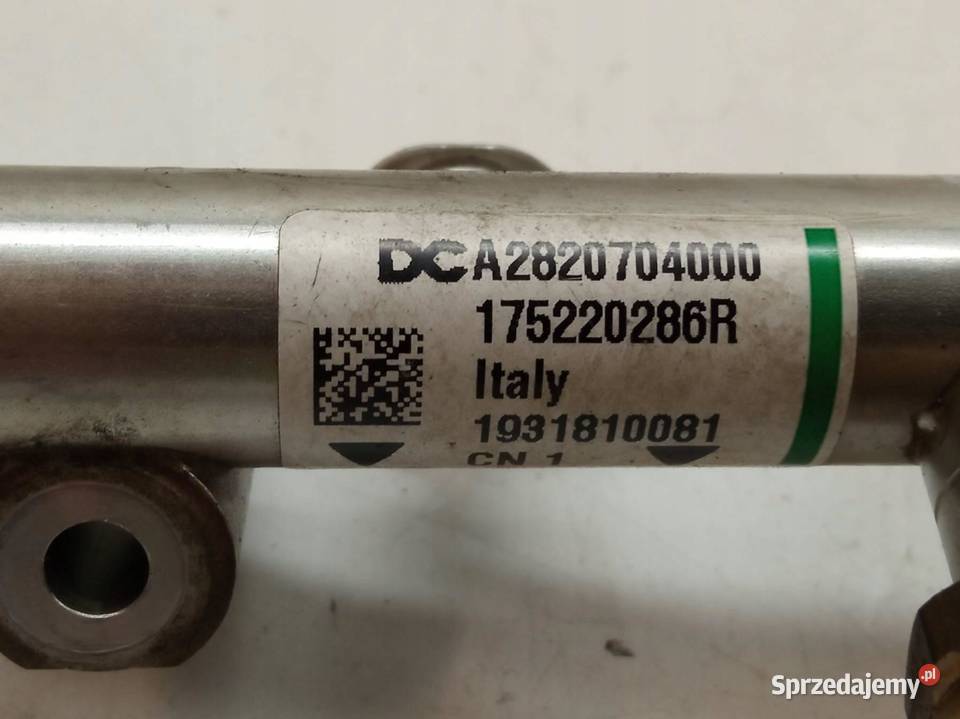 DC A2820704000
175220286R
Italy
1931810081
CN 1
Sprzedajemy.pl